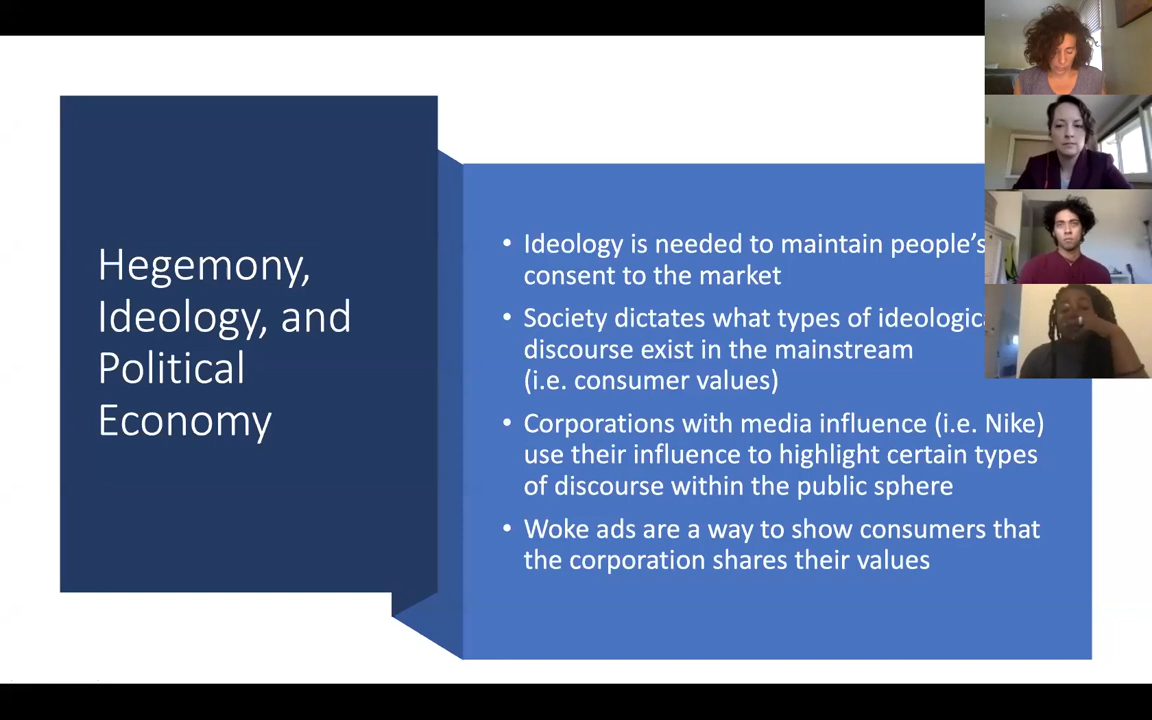 Hegemony,
Ideology, and
Political
Economy
• Ideology is needed to maintain people's
consent to the market
• Society dictates what types of
discourse exist in the mainstream
(i.e. consumer values)
• Corporations with media influence (i.e. Nike)
use their influence to highlight certain types
of discourse within the public sphere
• Woke ads are a way to show consumers that
the corporation shares their values